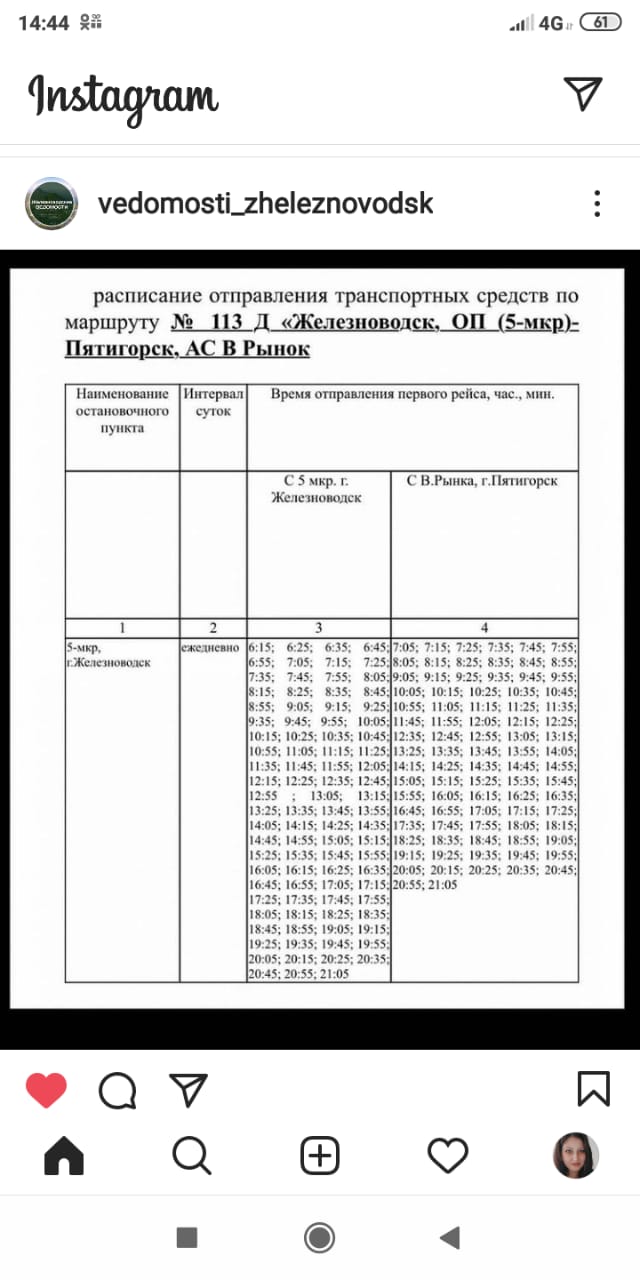 14:44
4G 61
Instagram
vedomosti_zheleznovodsk
расписание отправления транспортных средств по
маршруту № 113 Д «Железноводск, ОП (5-мкр)-
Пятигорск, АС В Рынок
Наименование остановочного пункта
Интервал суток
Время отправления первого рейса, час., мин.
С 5 мкр. г. Железноводск
С В.Рынка, г.Пятигорск
1 2 3 4
5-мкр, г.Железноводск
ежедневно
6:15; 6:25; 6:35; 6:45;
6:55; 7:05; 7:15; 7:25;
7:35; 7:45; 7:55; 8:05;
8:15; 8:25; 8:35; 8:45;
8:55; 9:05; 9:15; 9:25;
9:35; 9:45; 9:55; 10:05;
10:15; 10:25; 10:35; 10:45;
10:55; 11:05; 11:15; 11:25;
11:35; 11:45; 11:55; 12:05;
12:15; 12:25; 12:35; 12:45;
12:55 ; 13:05; 13:15;
13:25; 13:35; 13:45; 13:55;
14:05; 14:15; 14:25; 14:35;
14:45; 14:55; 15:05; 15:15;
15:25; 15:35; 15:45; 15:55;
16:05; 16:15; 16:25; 16:35;
16:45; 16:55; 17:05; 17:15;
17:25; 17:35; 17:45; 17:55;
18:05; 18:15; 18:25; 18:35;
18:45; 18:55; 19:05; 19:15;
19:25; 19:35; 19:45; 19:55;
20:05; 20:15; 20:25; 20:35;
20:45; 20:55; 21:05
7:05; 7:15; 7:25; 7:35; 7:45; 7:55;
8:05; 8:15; 8:25; 8:35; 8:45; 8:55;
9:05; 9:15; 9:25; 9:35; 9:45; 9:55;
10:05; 10:15; 10:25; 10:35; 10:45;
10:55; 11:05; 11:15; 11:25; 11:35;
11:45; 11:55; 12:05; 12:15; 12:25;
12:35; 12:45; 12:55; 13:05; 13:15;
13:25; 13:35; 13:45; 13:55; 14:05;
14:15; 14:25; 14:35; 14:45; 14:55;
15:05; 15:15; 15:25; 15:35; 15:45;
15:55; 16:05; 16:15; 16:25; 16:35;
16:45; 16:55; 17:05; 17:15; 17:25;
17:35; 17:45; 17:55; 18:05; 18:15;
18:25; 18:35; 18:45; 18:55; 19:05;
19:15; 19:25; 19:35; 19:45; 19:55;
20:05; 20:15; 20:25; 20:35; 20:45;
20:55; 21:05